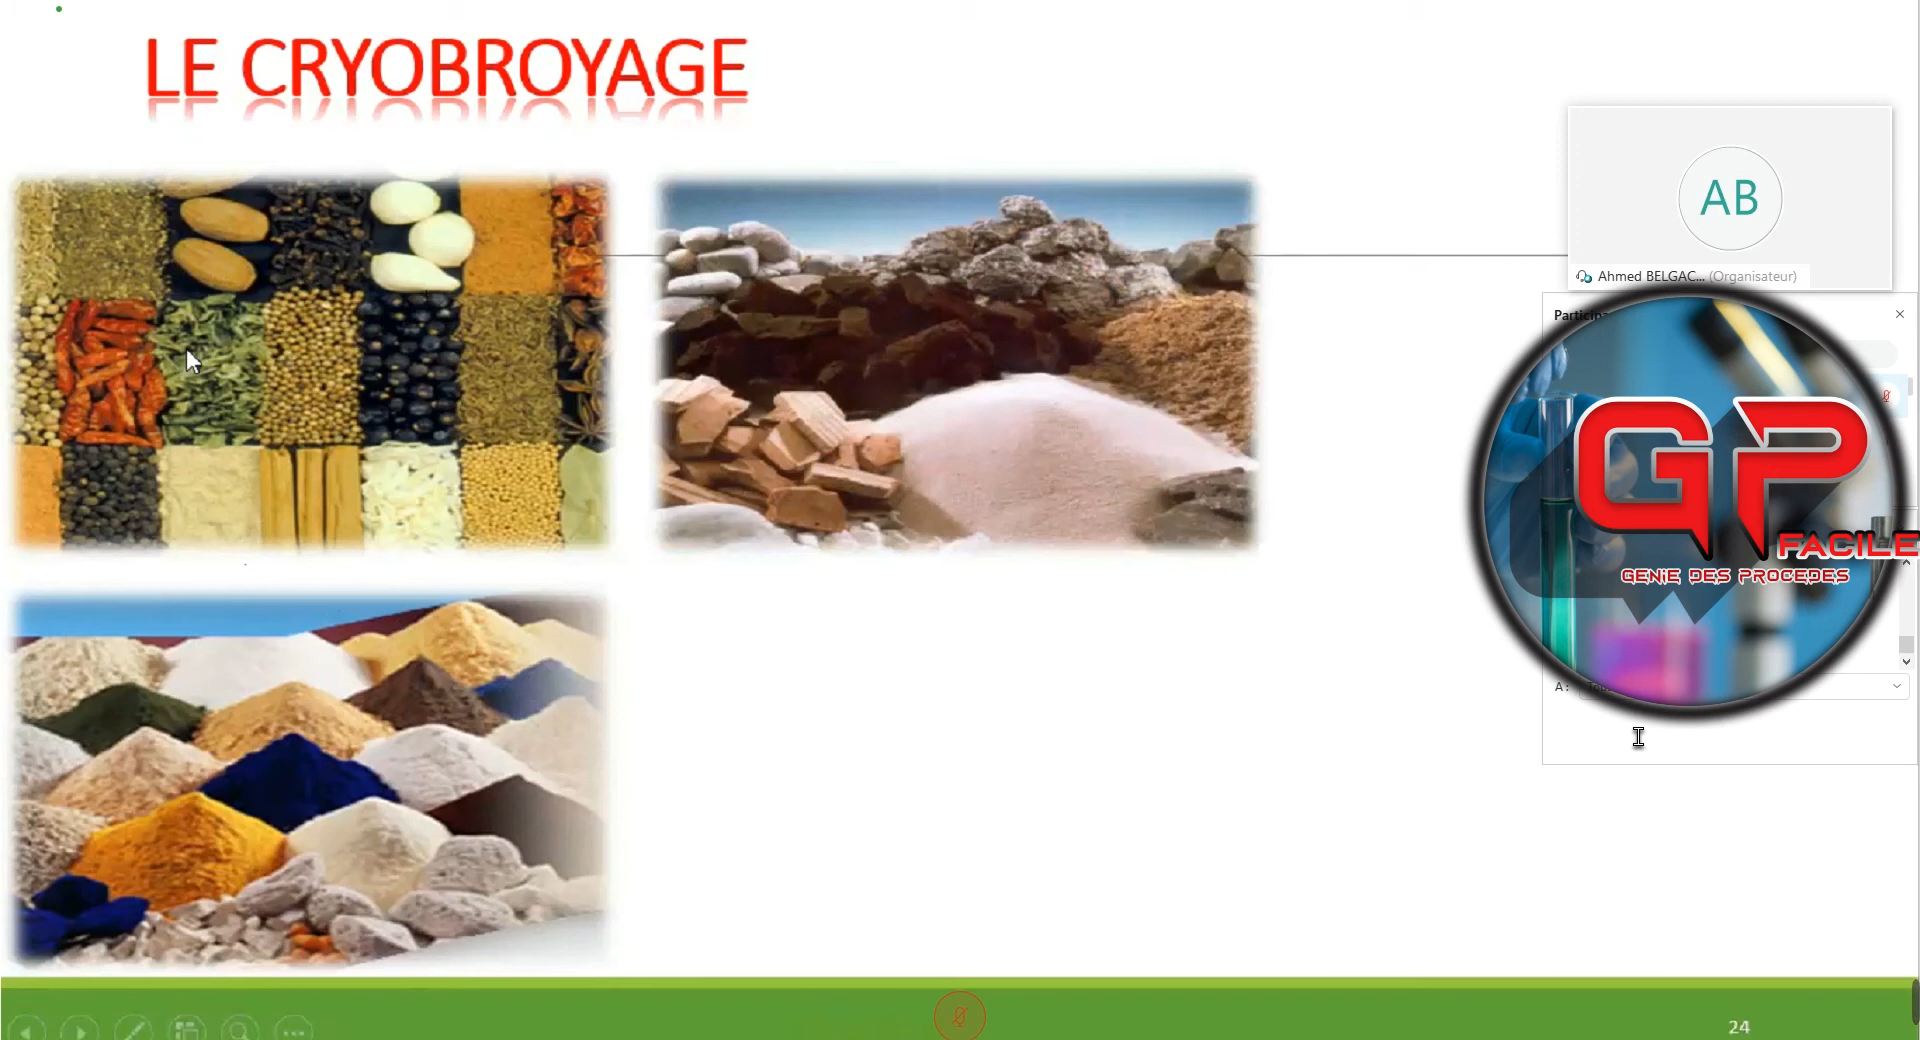 LE CRYOBROYAGE
AB
Ahmed BELGAC... (Organisateur)
GP
FACILE
GENIE DES PROCEDES
A :
24